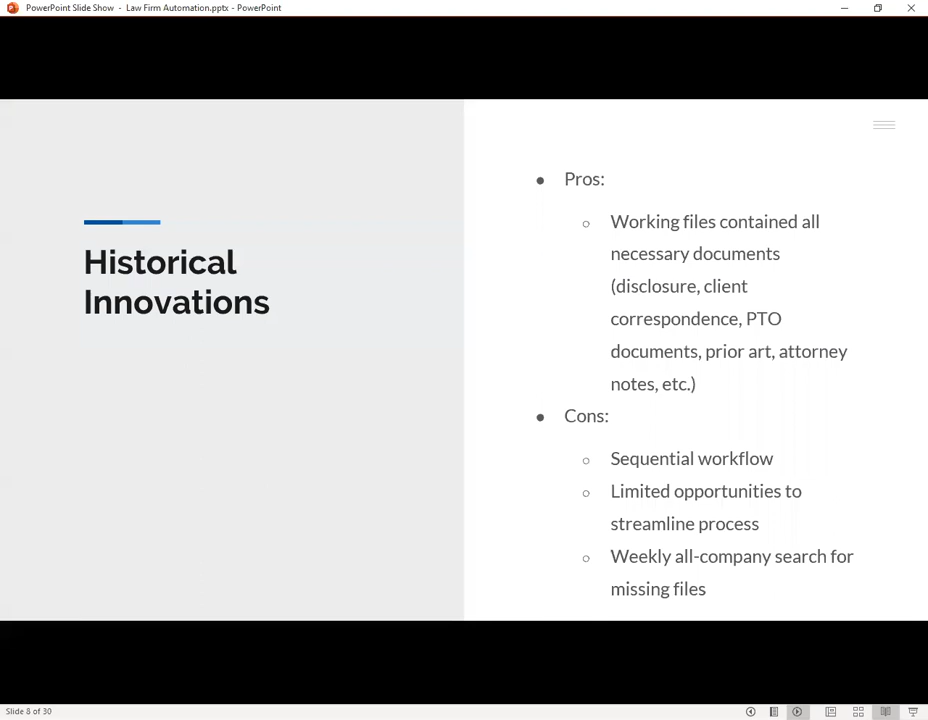 PowerPoint Slide Show - Law Firm Automation.pptx - PowerPoint
Historical
Innovations
● Pros:
○ Working files contained all
necessary documents
(disclosure, client
correspondence, PTO
documents, prior art, attorney
notes, etc.)
● Cons:
○ Sequential workflow
○ Limited opportunities to
streamline process
○ Weekly all-company search for
missing files
Slide 8 of 30